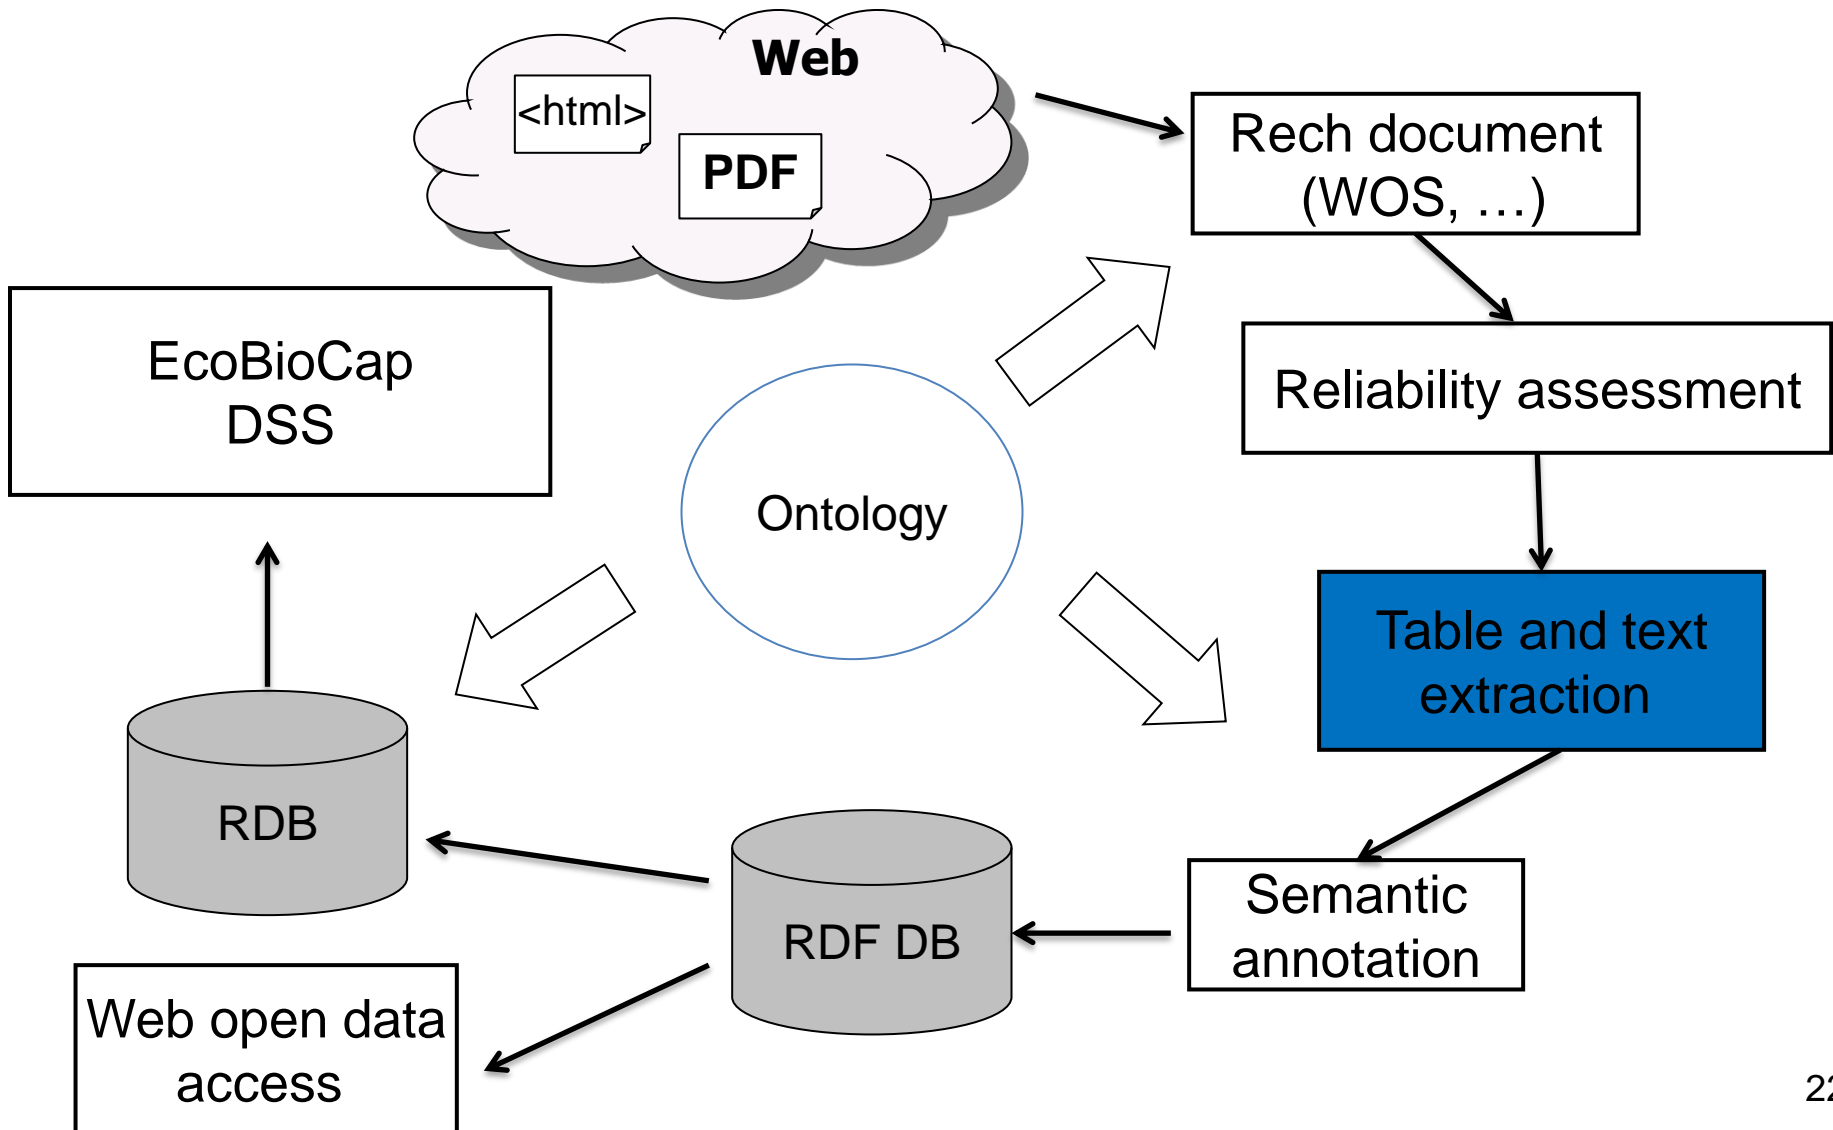 Web
<html>
PDF
Rech document
(WOS, …)
EcoBioCap
DSS
Reliability assessment
Ontology
Table and text
extraction
RDB
RDF DB
Semantic
annotation
Web open data
access
22